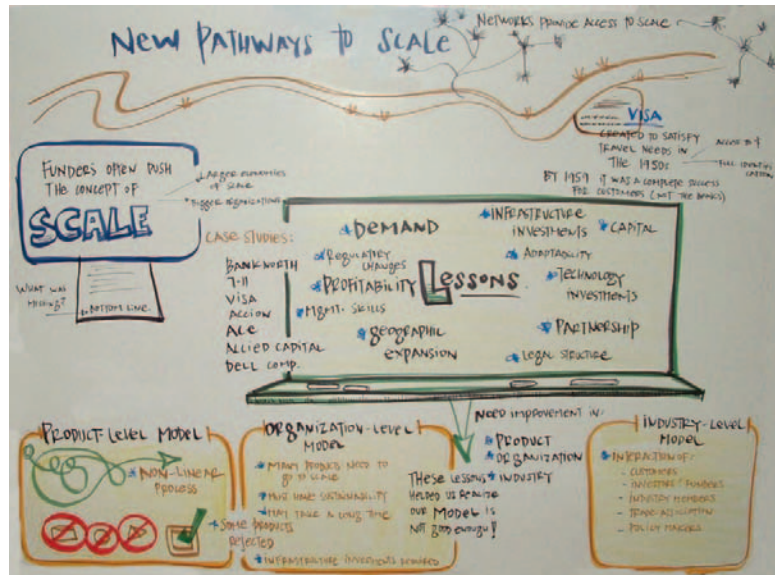 NEW PATHWAYS TO SCALE
NETWORKS PROVIDE ACCESS TO SCALE
VISA
CREATED TO SATISFY
TRAVEL NEEDS IN
THE 1950s
ACCESS TO $
BY 1959 IT WAS A COMPLETE SUCCESS
FOR CUSTOMERS (NOT THE BANKS)
FUNDERS OFTEN PUSH
THE CONCEPT OF
SCALE
LARGER ECONOMIES
OF SCALE
BIGGER ORGANIZATIONS
WHAT WAS
MISSING?
BOTTOM LINE
CASE STUDIES:
BANKNORTH
7-11
VISA
ACCION
ACE
ALLIED CAPITAL
DELL COMP.
LESSONS
DEMAND
REGULATORY
CHANGES
PROFITABILITY
MGMT. SKILLS
GEOGRAPHIC
EXPANSION
INFRASTRUCTURE
INVESTMENTS
CAPITAL
ADAPTABILITY
TECHNOLOGY
INVESTMENTS
PARTNERSHIP
LEGAL STRUCTURE
PRODUCT-LEVEL MODEL
NON-LINEAR
PROCESS
SOME PRODUCTS
REJECTED
ORGANIZATION-LEVEL
MODEL
MANY PRODUCTS NEED TO
GO TO SCALE
MUST HAVE SUSTAINABILITY
MAY TAKE A LONG TIME
INFRASTRUCTURE INVESTMENTS REQUIRED
NEED IMPROVEMENT IN:
PRODUCT
ORGANIZATION
INDUSTRY
THESE LESSONS
HELPED US REALIZE
OUR MODEL IS
NOT GOOD ENOUGH!
INDUSTRY-LEVEL
MODEL
INTERACTION OF:
- CUSTOMERS
- INVESTORS/FUNDERS
- INDUSTRY MEMBERS
- TRADE ASSOCIATION
- POLICY MAKERS